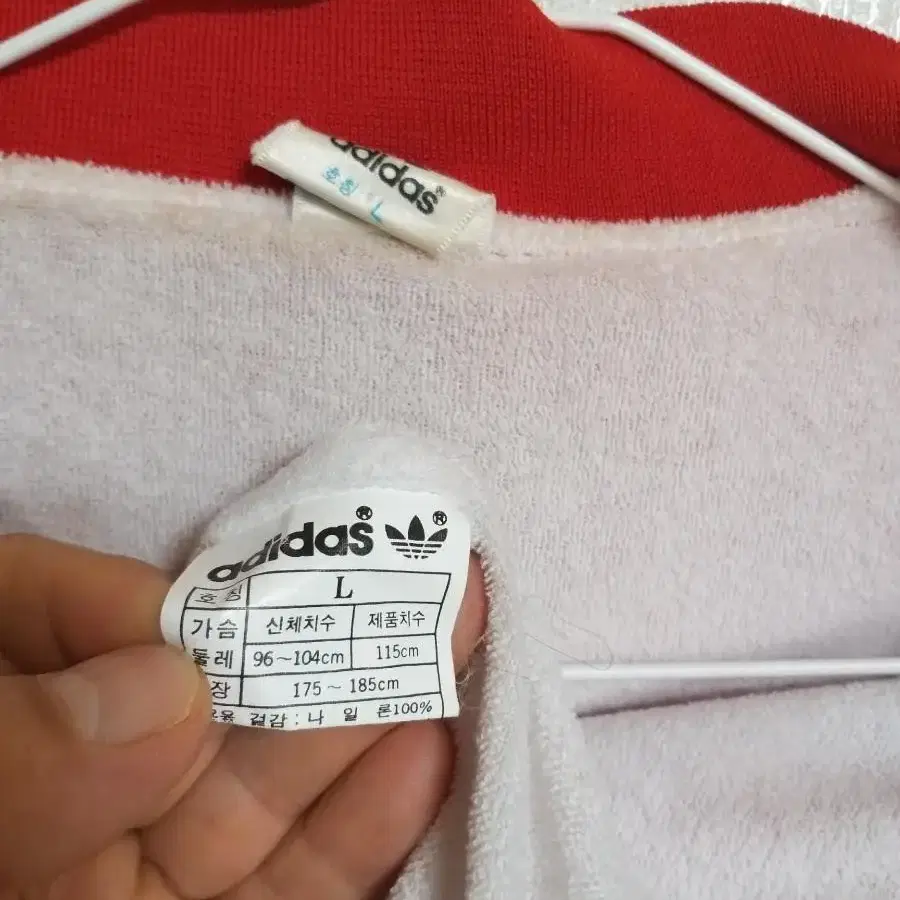 adidas®
호칭 L
adidas® ®
호칭 L
가슴 신체치수 제품치수
둘레 96~104cm 115cm
장 175~185cm
율 겉감: 나 일 론100%